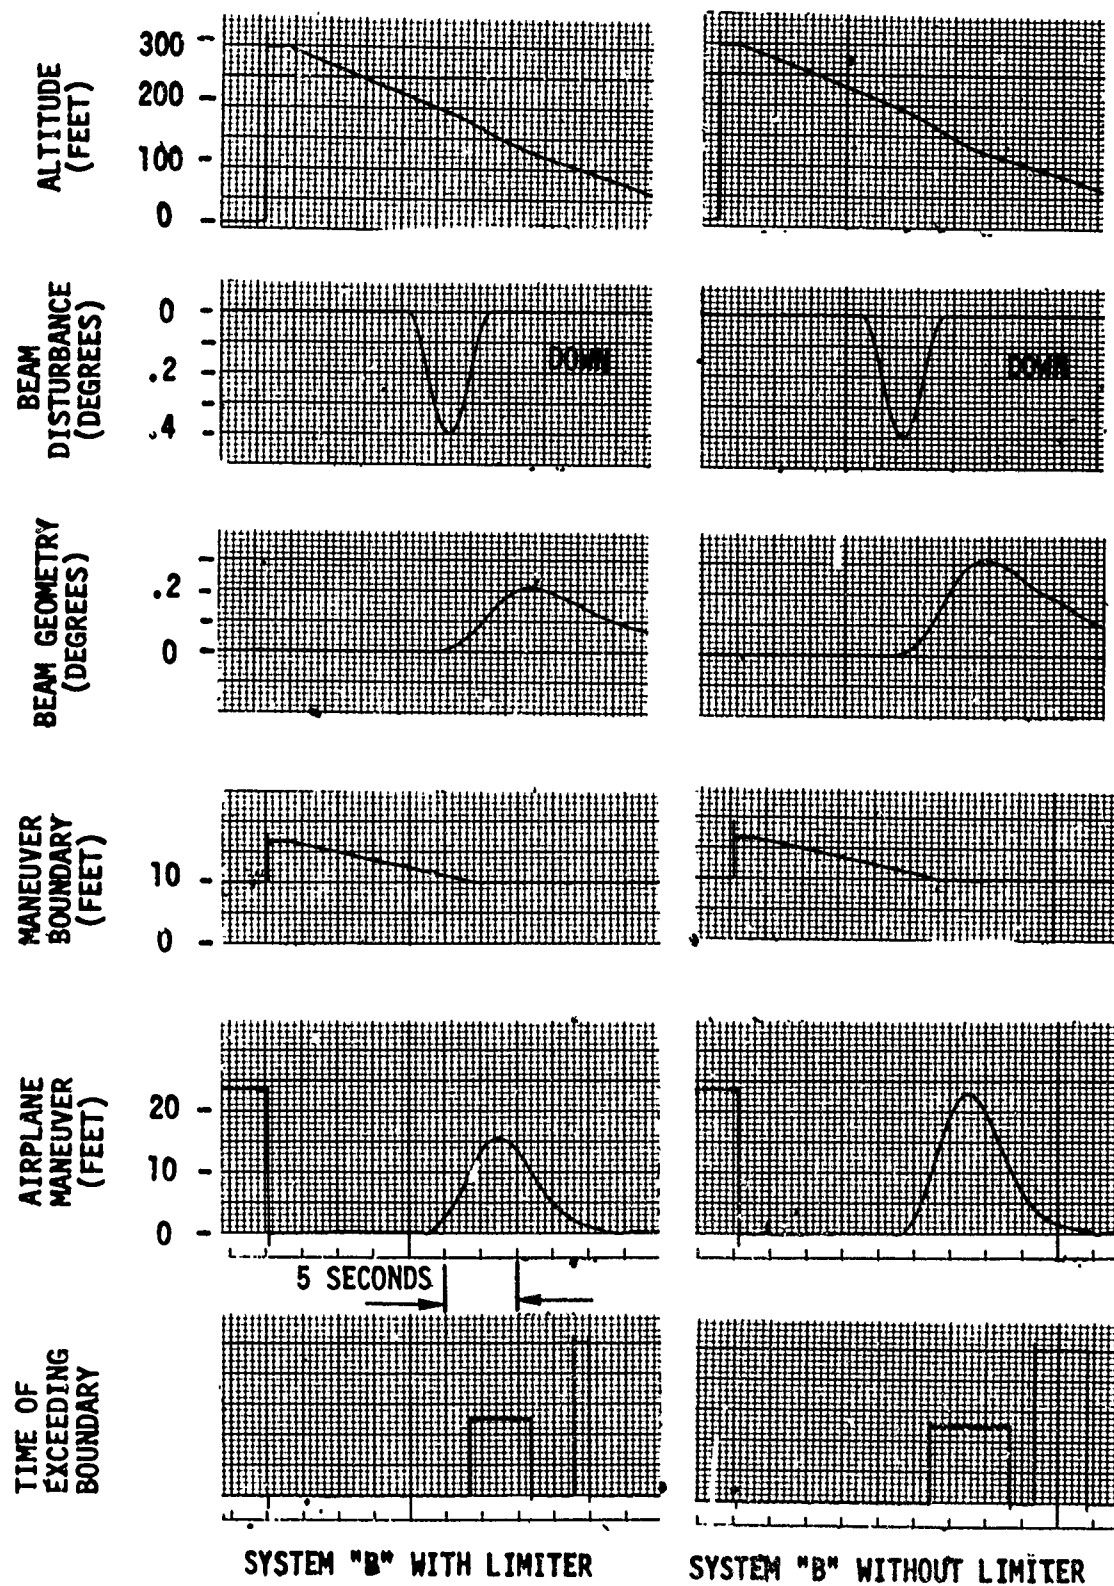 ALTITUDE
(FEET)
300
200
100
0
BEAM
DISTURBANCE
(DEGREES)
0
.2
.4
DOWN
DOWN
BEAM GEOMETRY
(DEGREES)
.2
0
MANEUVER
BOUNDARY
(FEET)
10
0
AIRPLANE
MANEUVER
(FEET)
20
10
0
5 SECONDS
TIME OF
EXCEEDING
BOUNDARY
SYSTEM "B" WITH LIMITER
SYSTEM "B" WITHOUT LIMITER